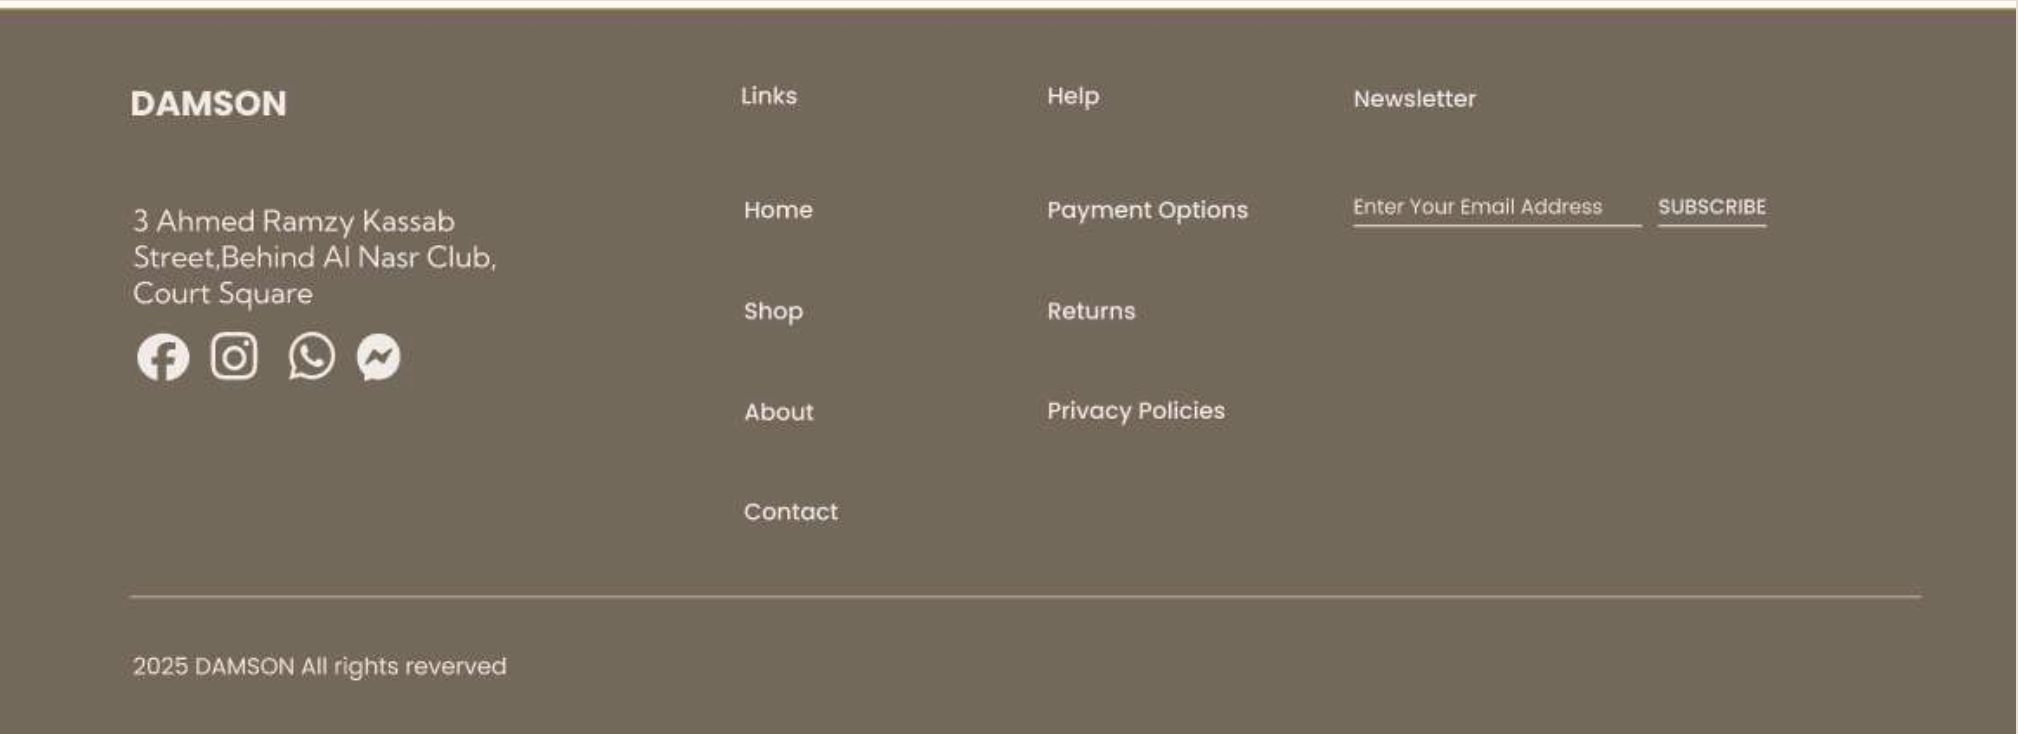 DAMSON
3 Ahmed Ramzy Kassab
Street,Behind Al Nasr Club,
Court Square
Links
Home
Shop
About
Contact
Help
Payment Options
Returns
Privacy Policies
Newsletter
Enter Your Email Address
SUBSCRIBE
2025 DAMSON All rights reverved